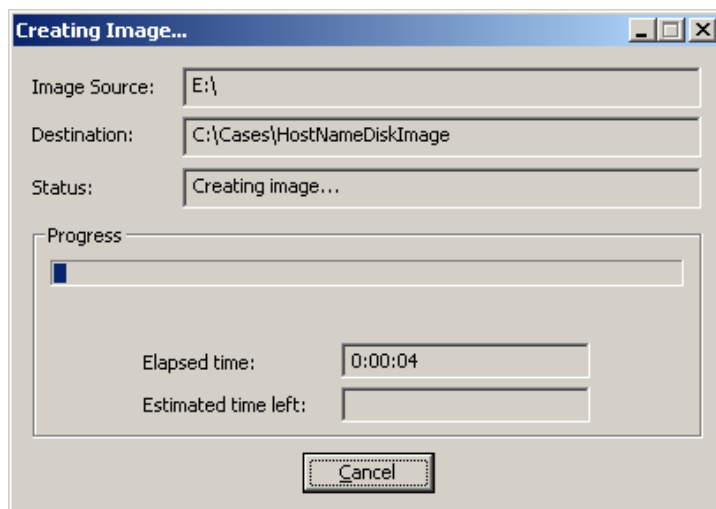 Creating Image...
Image Source: E:\
Destination: C:\Cases\HostNameDiskImage
Status: Creating image...
Progress
Elapsed time: 0:00:04
Estimated time left:
Cancel